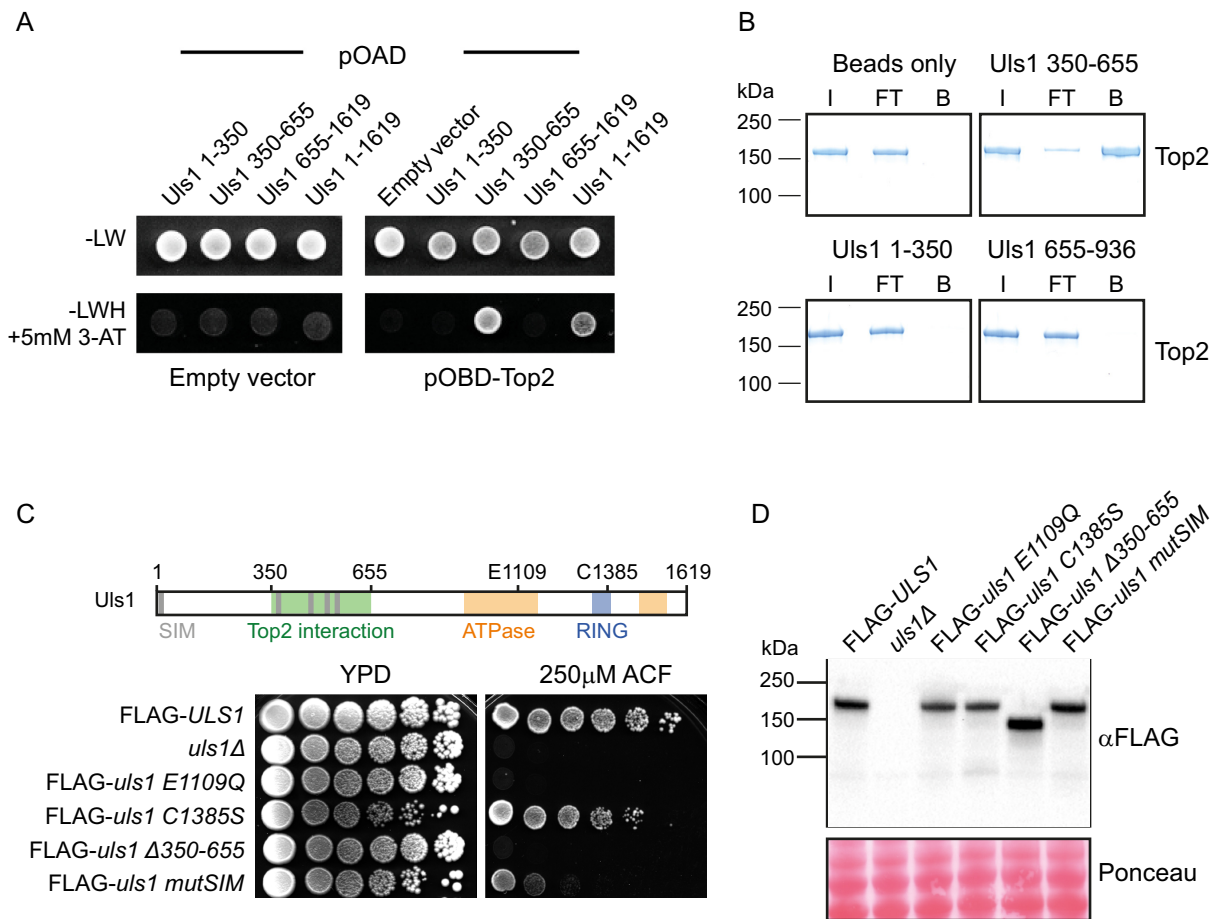 A
pOAD
Uls1 1-350
Uls1 350-655
Uls1 655-1619
Uls1 1-1619
Empty vector
Uls1 1-350
Uls1 350-655
Uls1 655-1619
Uls1 1-1619
-LW
-LWH
+5mM 3-AT
Empty vector
pOBD-Top2
B
Beads only
Uls1 350-655
kDa
I FT B
I FT B
250
150
100
Top2
Uls1 1-350
Uls1 655-936
I FT B
I FT B
250
150
100
Top2
C
1 350 655 E1109 C1385 1619
Uls1
SIM Top2 interaction ATPase RING
YPD
250µM ACF
FLAG-ULS1
uls1Δ
FLAG-uls1 E1109Q
FLAG-uls1 C1385S
FLAG-uls1 Δ350-655
FLAG-uls1 mutSIM
D
FLAG-ULS1
uls1Δ
FLAG-uls1 E1109Q
FLAG-uls1 C1385S
FLAG-uls1 Δ350-655
FLAG-uls1 mutSIM
kDa
250
150
100
αFLAG
Ponceau